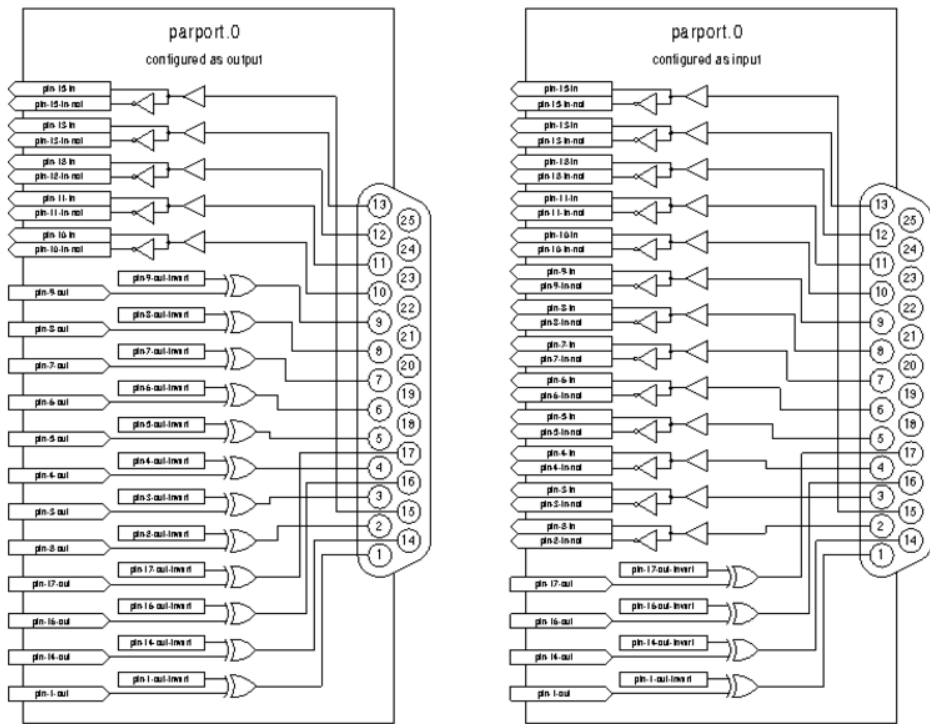 parport.0
configured as output
pin-15-in
pin-15-in-not
pin-13-in
pin-13-in-not
pin-12-in
pin-12-in-not
pin-11-in
pin-11-in-not
pin-10-in
pin-10-in-not
pin-9-out-invert
pin-9-out
pin-8-out-invert
pin-8-out
pin-7-out-invert
pin-7-out
pin-6-out-invert
pin-6-out
pin-5-out-invert
pin-5-out
pin-4-out-invert
pin-4-out
pin-3-out-invert
pin-3-out
pin-2-out-invert
pin-2-out
pin-17-out-invert
pin-17-out
pin-16-out-invert
pin-16-out
pin-14-out-invert
pin-14-out
pin-1-out-invert
pin-1-out
13
25
12
24
11
23
10
22
9
21
8
20
7
19
6
18
5
17
4
16
3
15
2
14
1
parport.0
configured as input
pin-15-in
pin-15-in-not
pin-13-in
pin-13-in-not
pin-12-in
pin-12-in-not
pin-11-in
pin-11-in-not
pin-10-in
pin-10-in-not
pin-9-in
pin-9-in-not
pin-8-in
pin-8-in-not
pin-7-in
pin-7-in-not
pin-6-in
pin-6-in-not
pin-5-in
pin-5-in-not
pin-4-in
pin-4-in-not
pin-3-in
pin-3-in-not
pin-2-in
pin-2-in-not
pin-17-out-invert
pin-17-out
pin-16-out-invert
pin-16-out
pin-14-out-invert
pin-14-out
pin-1-out-invert
pin-1-out
13
25
12
24
11
23
10
22
9
21
8
20
7
19
6
18
5
17
4
16
3
15
2
14
1